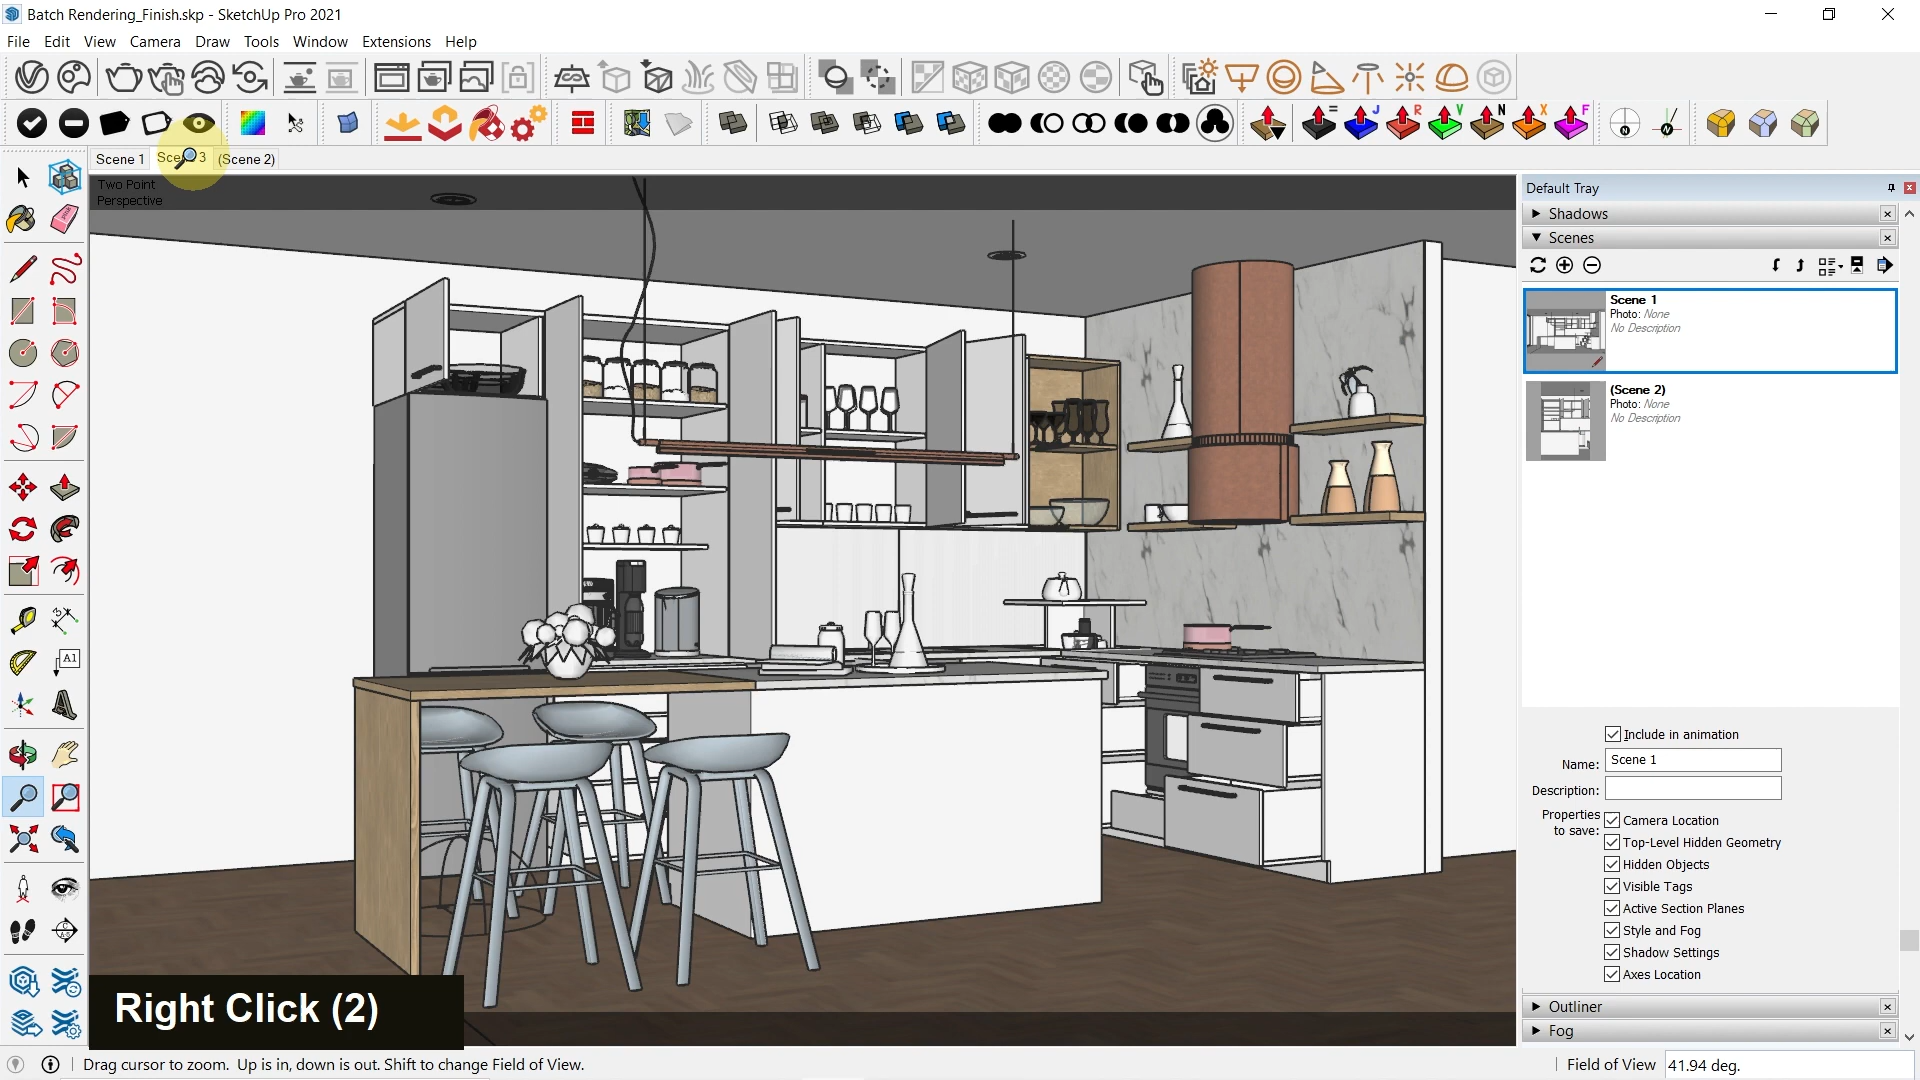 Batch Rendering_Finish.skp - SketchUp Pro 2021
File Edit View Camera Draw Tools Window Extensions Help
= J R V N X F
N N
Scene 1 3 (Scene 2)
Two Point
Perspective
Default Tray
Shadows
Scenes
Scene 1
Photo: None
No Description
(Scene 2)
Photo: None
No Description
A1
Include in animation
Name: Scene 1
Description:
Properties to save:
Camera Location
Top-Level Hidden Geometry
Hidden Objects
Visible Tags
Active Section Planes
Style and Fog
Shadow Settings
Axes Location
Outliner
Fog
Right Click (2)
Drag cursor to zoom. Up is in, down is out. Shift to change Field of View.
Field of View 41.94 deg.